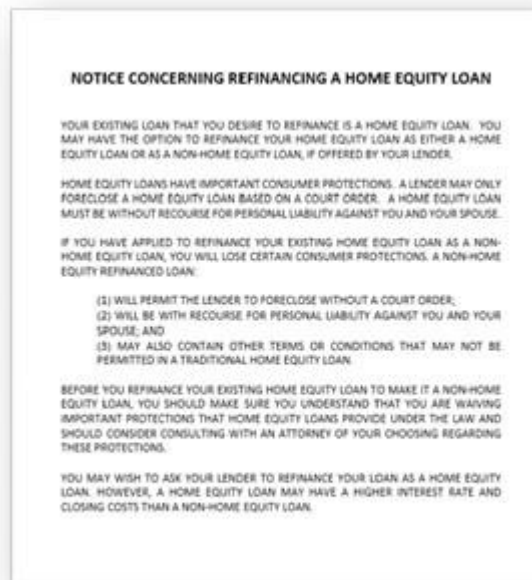 NOTICE CONCERNING REFINANCING A HOME EQUITY LOAN
YOUR EXISTING LOAN THAT YOU DESIRE TO REFINANCE IS A HOME EQUITY LOAN. YOU
MAY HAVE THE OPTION TO REFINANCE YOUR HOME EQUITY LOAN AS EITHER A HOME
EQUITY LOAN OR AS A NON-HOME EQUITY LOAN, IF OFFERED BY YOUR LENDER.
HOME EQUITY LOANS HAVE IMPORTANT CONSUMER PROTECTIONS. A LENDER MAY ONLY
FORECLOSE A HOME EQUITY LOAN BASED ON A COURT ORDER. A HOME EQUITY LOAN
MUST BE WITHOUT RECOURSE FOR PERSONAL LIABILITY AGAINST YOU AND YOUR SPOUSE.
IF YOU HAVE APPLIED TO REFINANCE YOUR EXISTING HOME EQUITY LOAN AS A NON-
HOME EQUITY LOAN, YOU WILL LOSE CERTAIN CONSUMER PROTECTIONS. A NON-HOME
EQUITY REFINANCED LOAN:
(1) WILL PERMIT THE LENDER TO FORECLOSE WITHOUT A COURT ORDER;
(2) WILL BE WITH RECOURSE FOR PERSONAL LIABILITY AGAINST YOU AND YOUR
SPOUSE; AND
(3) MAY ALSO CONTAIN OTHER TERMS OR CONDITIONS THAT MAY NOT BE
PERMITTED IN A TRADITIONAL HOME EQUITY LOAN.
BEFORE YOU REFINANCE YOUR EXISTING HOME EQUITY LOAN TO MAKE IT A NON-HOME
EQUITY LOAN, YOU SHOULD MAKE SURE YOU UNDERSTAND THAT YOU ARE WAIVING
IMPORTANT PROTECTIONS THAT HOME EQUITY LOANS PROVIDE UNDER THE LAW AND
SHOULD CONSIDER CONSULTING WITH AN ATTORNEY OF YOUR CHOOSING REGARDING
THESE PROTECTIONS.
YOU MAY WISH TO ASK YOUR LENDER TO REFINANCE YOUR LOAN AS A HOME EQUITY
LOAN. HOWEVER, A HOME EQUITY LOAN MAY HAVE A HIGHER INTEREST RATE AND
CLOSING COSTS THAN A NON-HOME EQUITY LOAN.